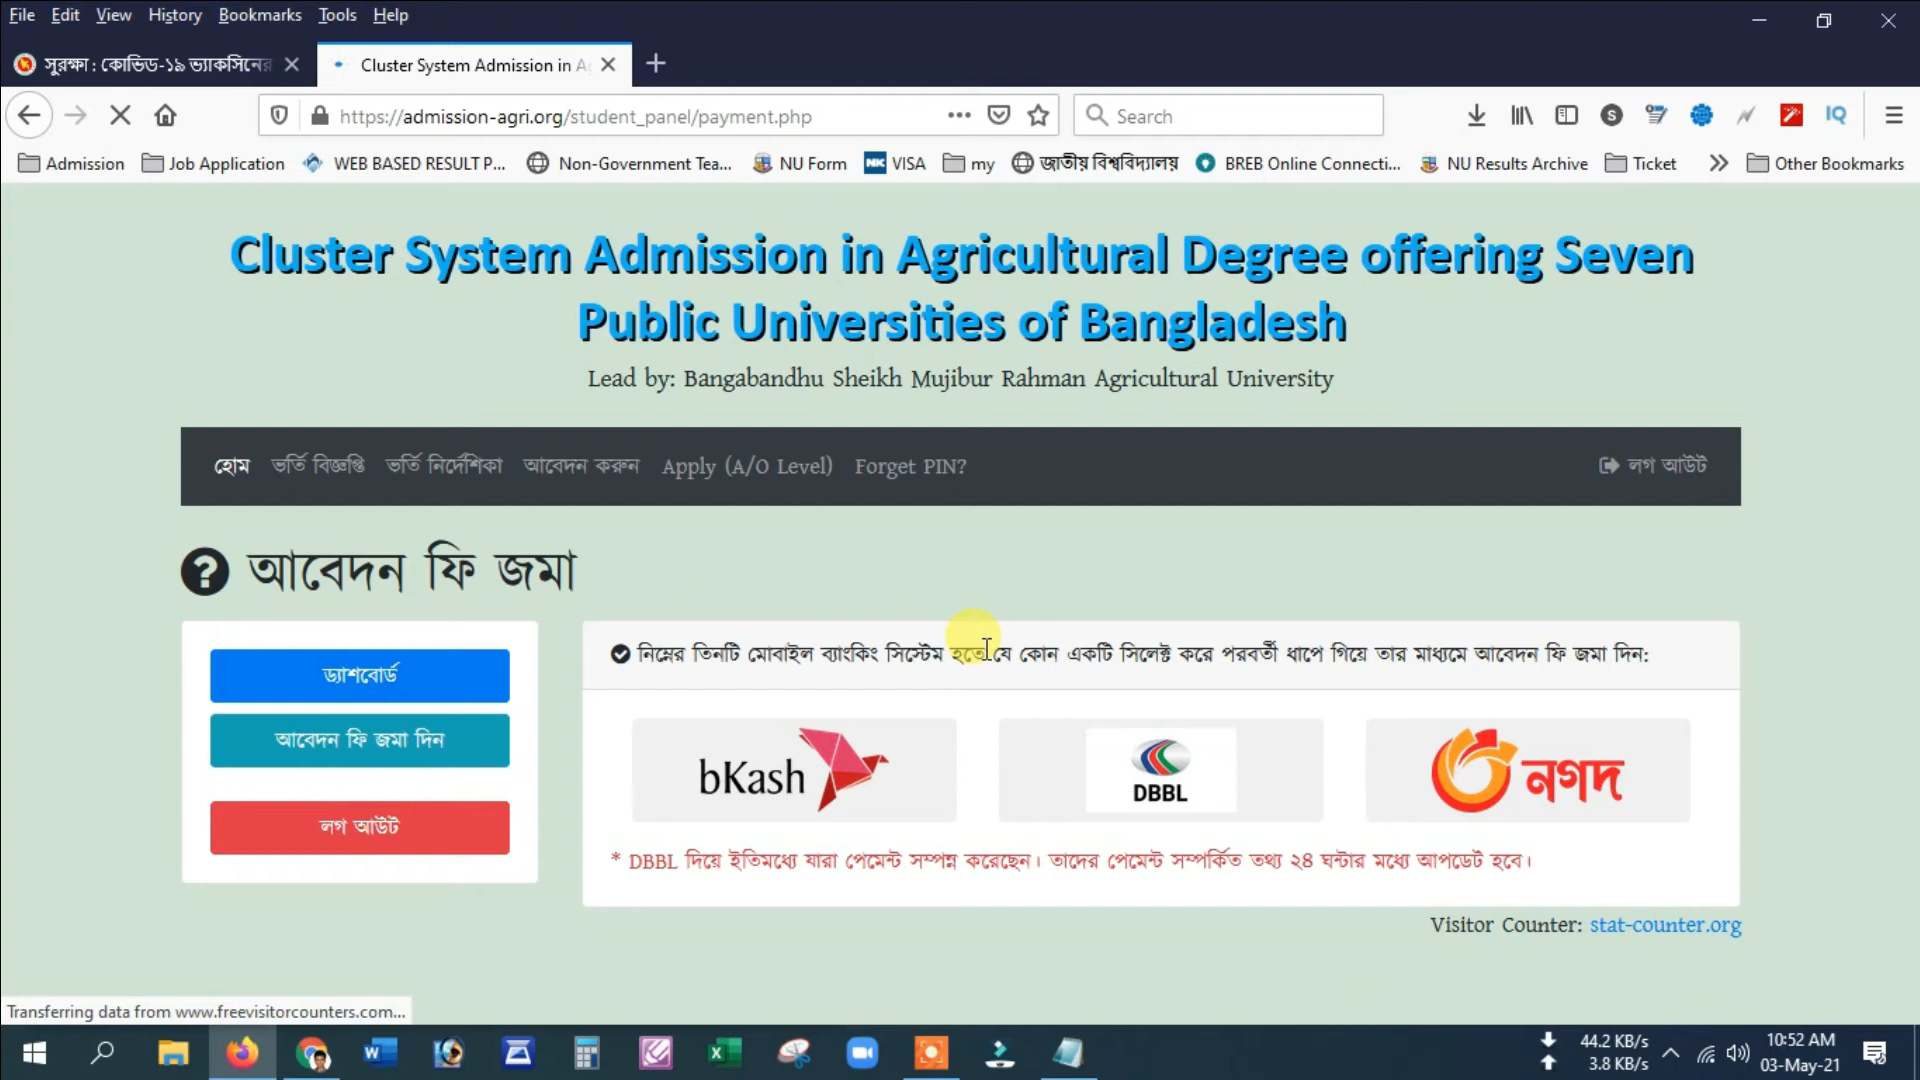 File Edit View History Bookmarks Tools Help
সুরক্ষা : কোভিড-১৯ ভ্যাকসিনের
Cluster System Admission in Ag
https://admission-agri.org/student_panel/payment.php
Search
S
IQ
Admission Job Application WEB BASED RESULT P... Non-Government Tea... NU Form VISA my জাতীয় বিশ্ববিদ্যালয় BREB Online Connecti... NU Results Archive Ticket Other Bookmarks
Cluster System Admission in Agricultural Degree offering Seven
Public Universities of Bangladesh
Lead by: Bangabandhu Sheikh Mujibur Rahman Agricultural University
হোম ভর্তি বিজ্ঞপ্তি ভর্তি নির্দেশিকা আবেদন করুন Apply (A/O Level) Forget PIN? লগ আউট
আবেদন ফি জমা
ড্যাশবোর্ড
আবেদন ফি জমা দিন
লগ আউট
নিম্নের তিনটি মোবাইল ব্যাংকিং সিস্টেম হতে যে কোন একটি সিলেক্ট করে পরবর্তী ধাপে গিয়ে তার মাধ্যমে আবেদন ফি জমা দিন:
bKash DBBL নগদ
* DBBL দিয়ে ইতিমধ্যে যারা পেমেন্ট সম্পন্ন করেছেন। তাদের পেমেন্ট সম্পর্কিত তথ্য ২৪ ঘন্টার মধ্যে আপডেট হবে।
Visitor Counter: stat-counter.org
Transferring data from www.freevisitorcounters.com...
44.2 KB/s
3.8 KB/s
10:52 AM
03-May-21